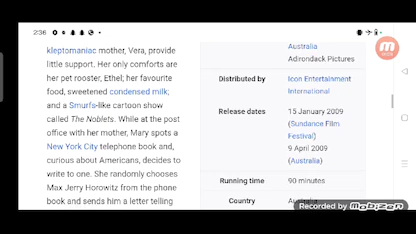 2:36
kleptomaniac mother, Vera, provide
little support. Her only comforts are
her pet rooster, Ethel; her favourite
food, sweetened condensed milk;
and a Smurfs-like cartoon show
called The Noblets. While at the post
office with her mother, Mary spots a
New York City telephone book and,
curious about Americans, decides to
write to one. She randomly chooses
Max Jerry Horowitz from the phone
book and sends him a letter telling
Australia
Adirondack Pictures
Distributed by
Icon Entertainment
International
Release dates
15 January 2009
(Sundance Film
Festival)
9 April 2009
(Australia)
Running time
90 minutes
Country
Recorded by
Mobizen